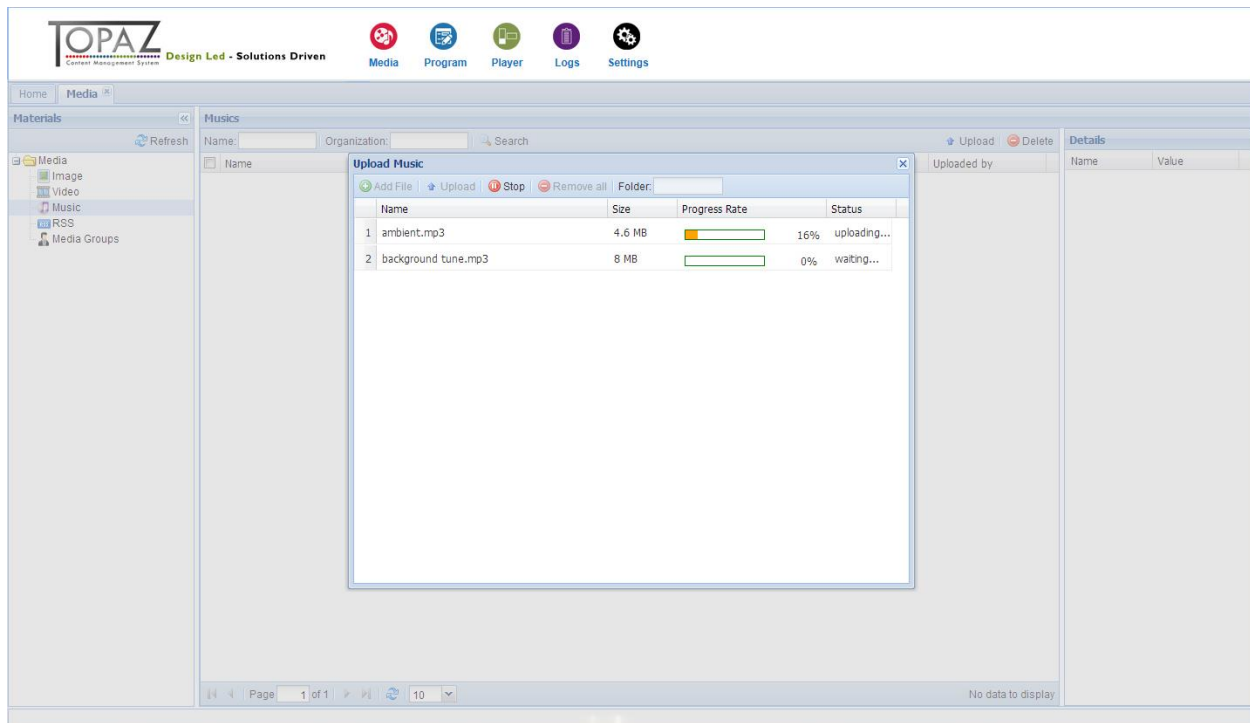 TOPAZ
Content Management System
Design Led - Solutions Driven
Media Program Player Logs Settings
Home Media
Materials
Refresh
Media
Image
Video
Music
RSS
Media Groups
Musics
Name: Organization: Search Upload Delete
Name Uploaded by
Details
Name Value
Upload Music
Add File Upload Stop Remove all Folder:
Name Size Progress Rate Status
1 ambient.mp3 4.6 MB 16% uploading...
2 background tune.mp3 8 MB 0% waiting...
Page 1 of 1 10 No data to display